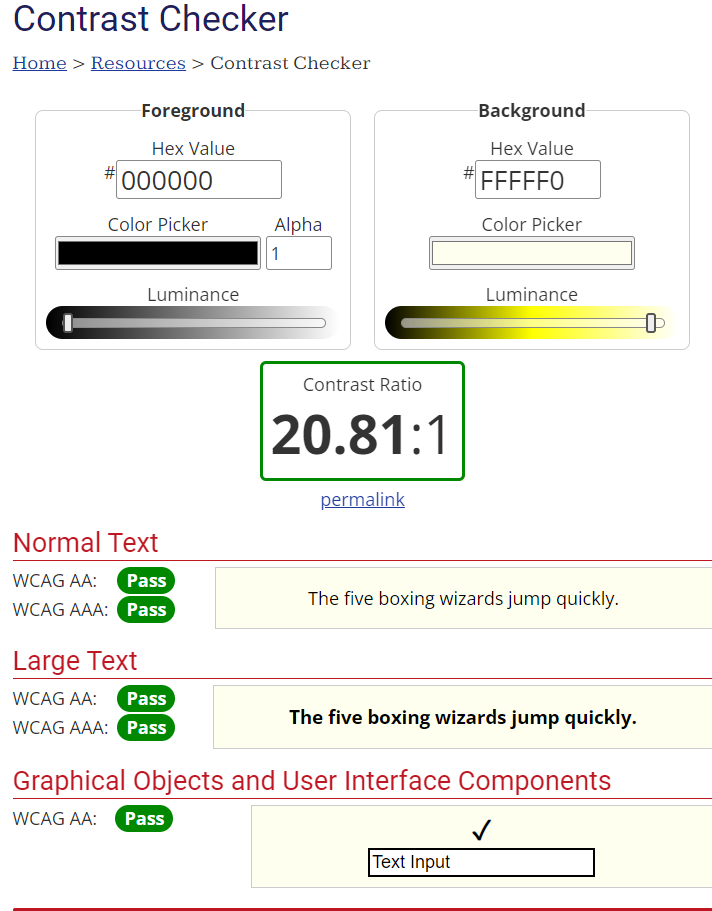 Contrast Checker
Home > Resources > Contrast Checker
Foreground
Hex Value
# 000000
Color Picker Alpha
1
Luminance
Background
Hex Value
# FFFFF0
Color Picker
Luminance
Contrast Ratio
20.81:1
permalink
Normal Text
WCAG AA: Pass
WCAG AAA: Pass
The five boxing wizards jump quickly.
Large Text
WCAG AA: Pass
WCAG AAA: Pass
The five boxing wizards jump quickly.
Graphical Objects and User Interface Components
WCAG AA: Pass
✓
Text Input